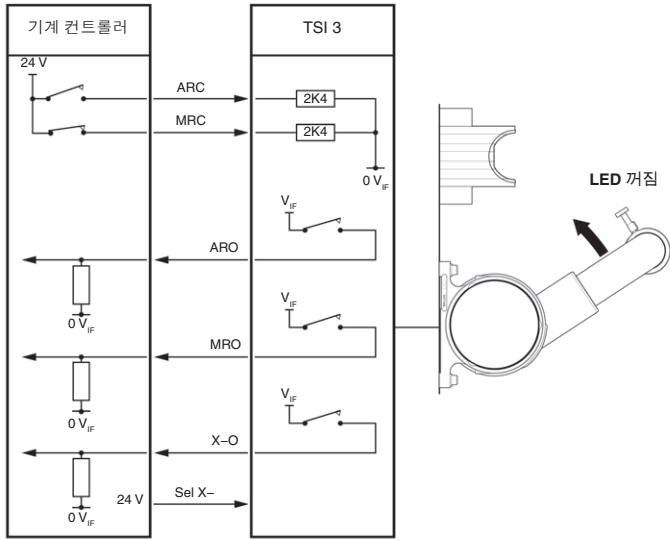 기계 컨트롤러
TSI 3
24 V
ARC
2K4
MRC
2K4
0 VIF
LED 꺼짐
VIF
ARO
0 VIF
VIF
MRO
0 VIF
VIF
X–O
24 V
Sel X–
0 VIF